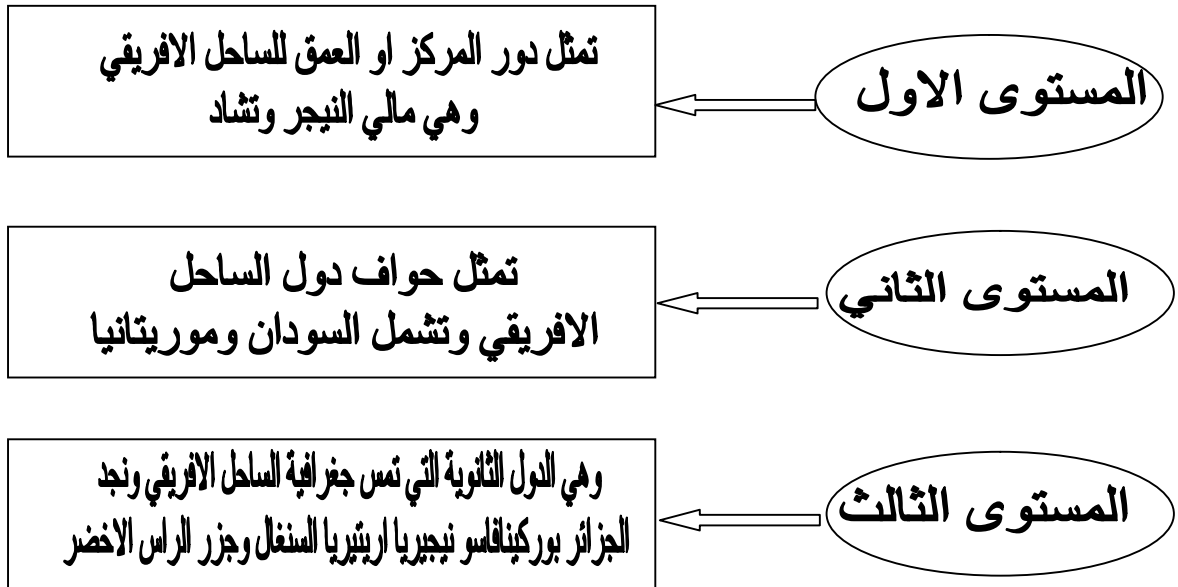 المستوى الاول
تمثل دور المركز او العمق للساحل الافريقي
وهي مالي النيجر وتشاد
المستوى الثاني
تمثل حواف دول الساحل
الافريقي وتشمل السودان وموريتانيا
المستوى الثالث
وهي الدول الثانوية التي تمس جغرافية الساحل الافريقي ونجد
الجزائر بوركينافاسو نيجيريا اريتيريا السنغال وجزر الراس الاخضر